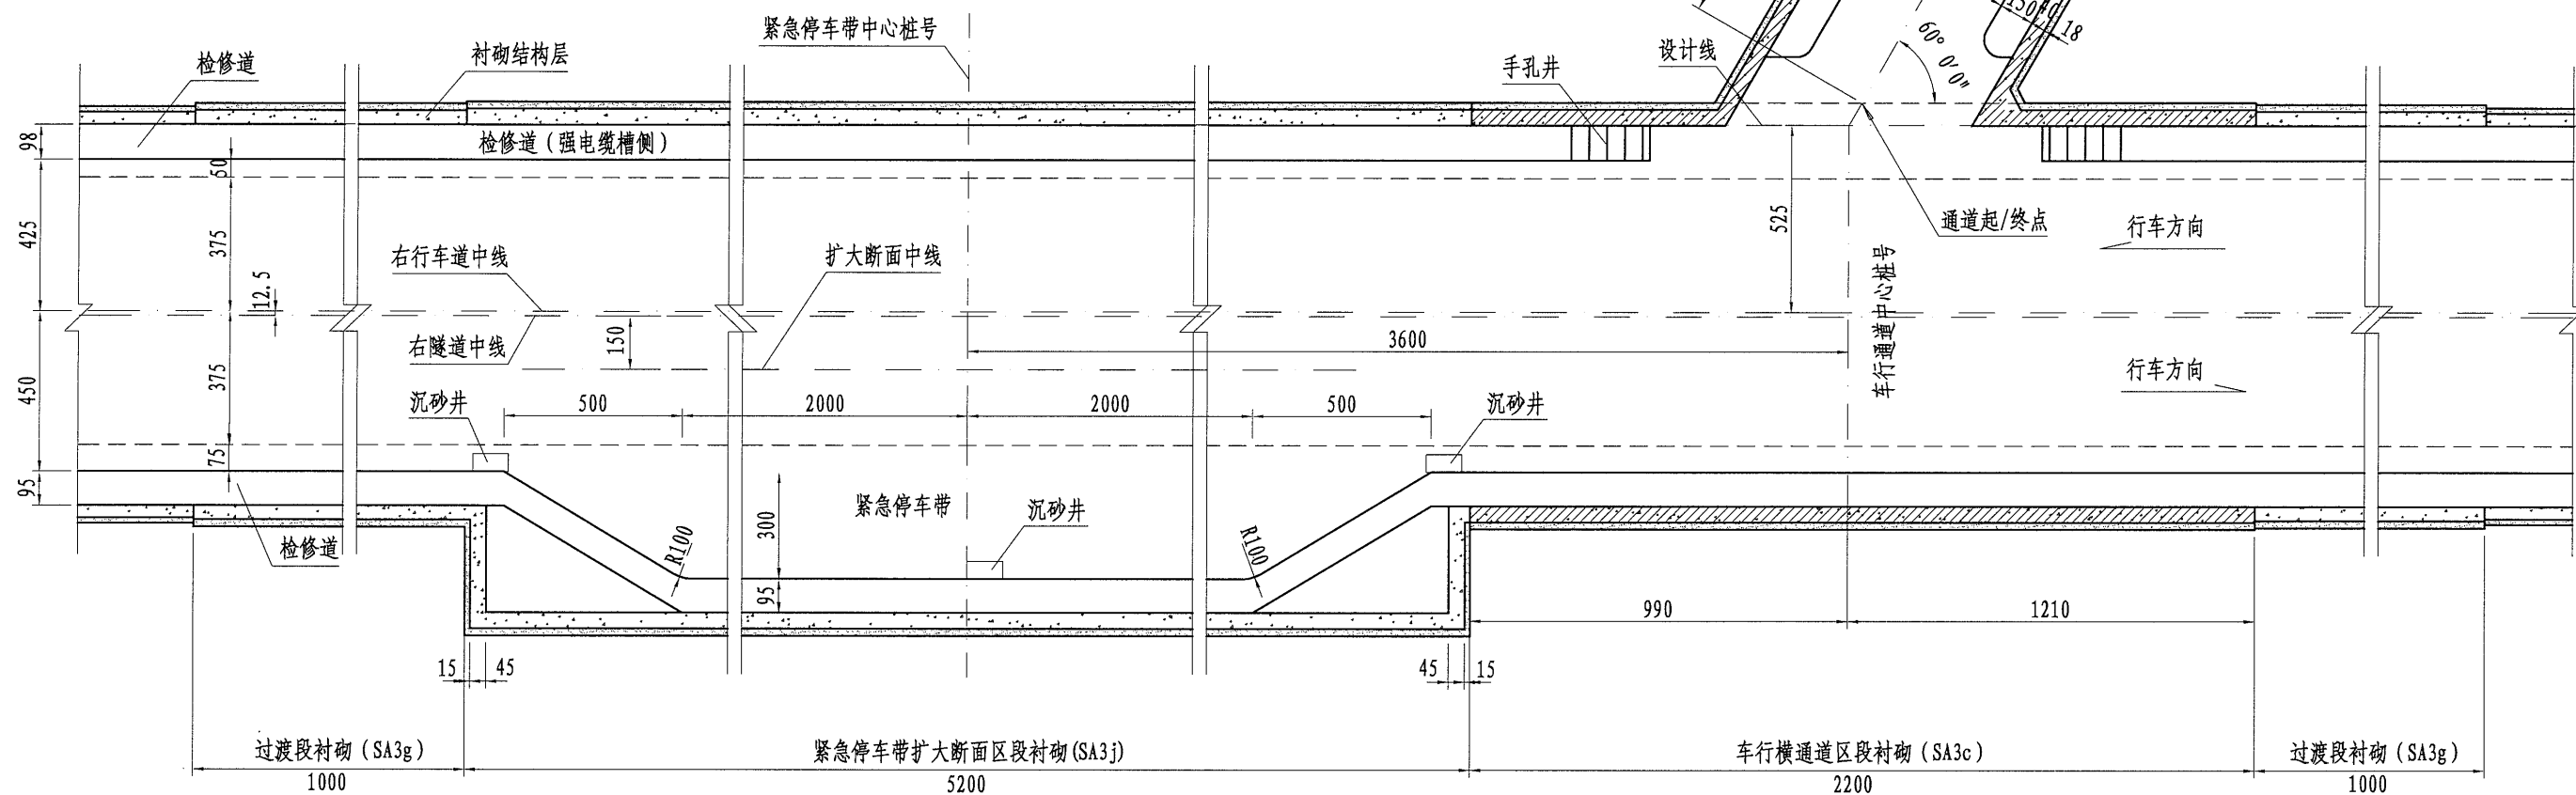 紧急停车带中心桩号
检修道
衬砌结构层
手孔井
设计线
60° 0'0"
18
检修道（强电缆槽侧）
98
50
425
375
12.5
右行车道中线
扩大断面中线
525
通道起/终点
行车方向
车行通道中心桩号
右隧道中线
150
3600
450
375
行车方向
沉砂井
500
2000
2000
500
沉砂井
75
95
紧急停车带
300
沉砂井
R100
R100
检修道
95
990
1210
15
45
45
15
过渡段衬砌（SA3g）
紧急停车带扩大断面区段衬砌(SA3j)
车行横通道区段衬砌（SA3c）
过渡段衬砌（SA3g）
1000
5200
2200
1000